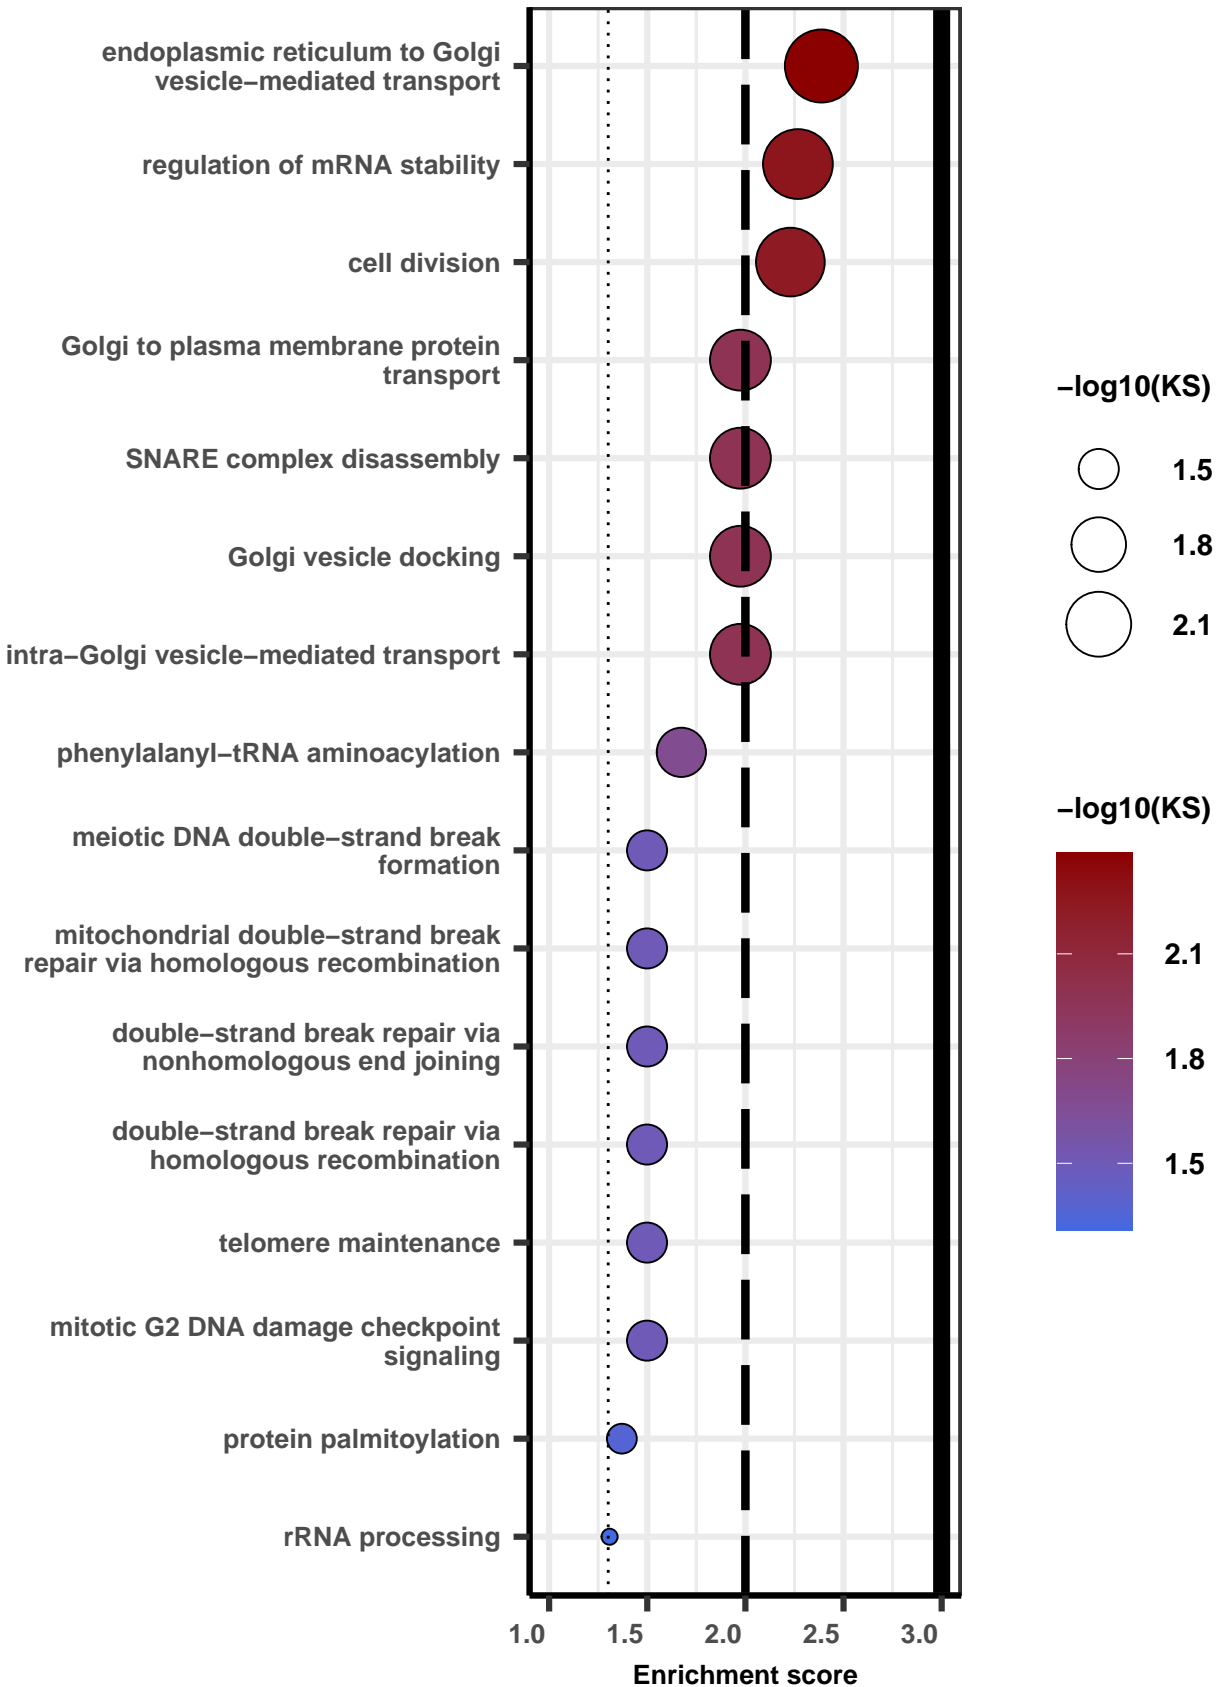 endoplasmic reticulum to Golgi
vesicle−mediated transport
regulation of mRNA stability
cell division
Golgi to plasma membrane protein
transport
SNARE complex disassembly
Golgi vesicle docking
intra−Golgi vesicle−mediated transport
phenylalanyl−tRNA aminoacylation
meiotic DNA double−strand break
formation
mitochondrial double−strand break
repair via homologous recombination
double−strand break repair via
nonhomologous end joining
double−strand break repair via
homologous recombination
telomere maintenance
mitotic G2 DNA damage checkpoint
signaling
protein palmitoylation
rRNA processing
1.0 1.5 2.0 2.5 3.0
Enrichment score
−log10(KS)
1.5
1.8
2.1
−log10(KS)
2.1
1.8
1.5